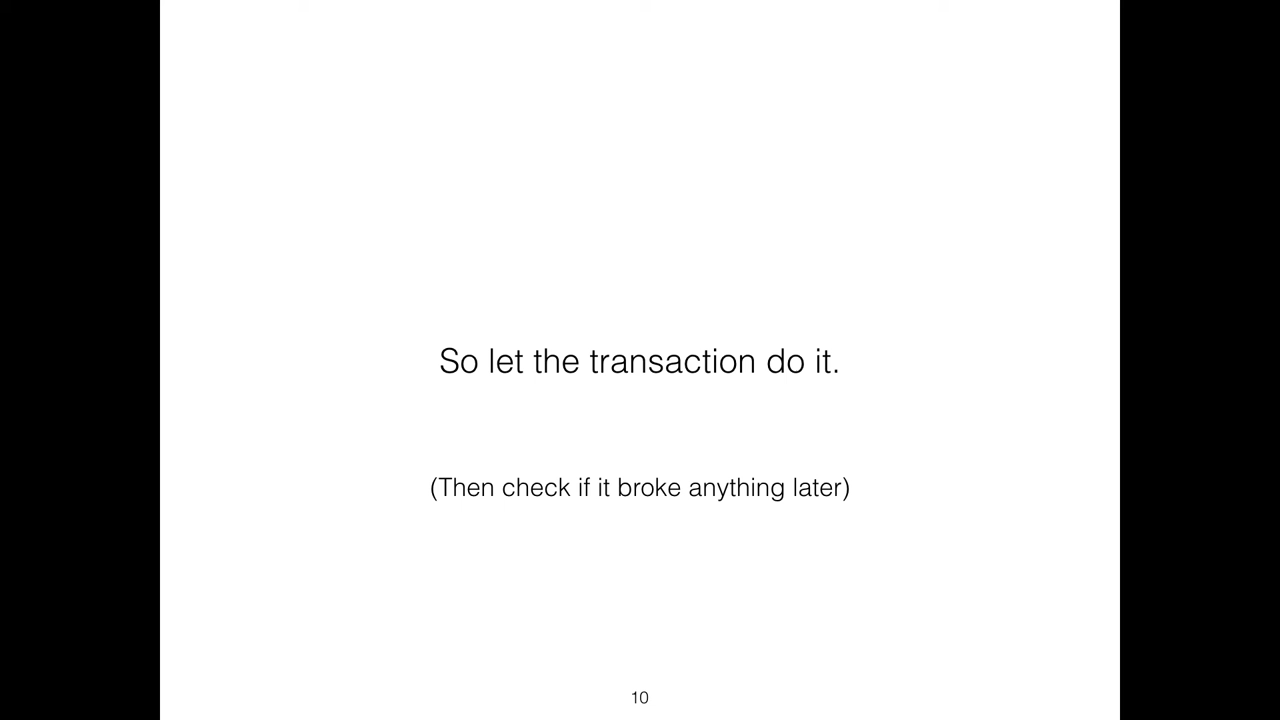 So let the transaction do it.
(Then check if it broke anything later)
10